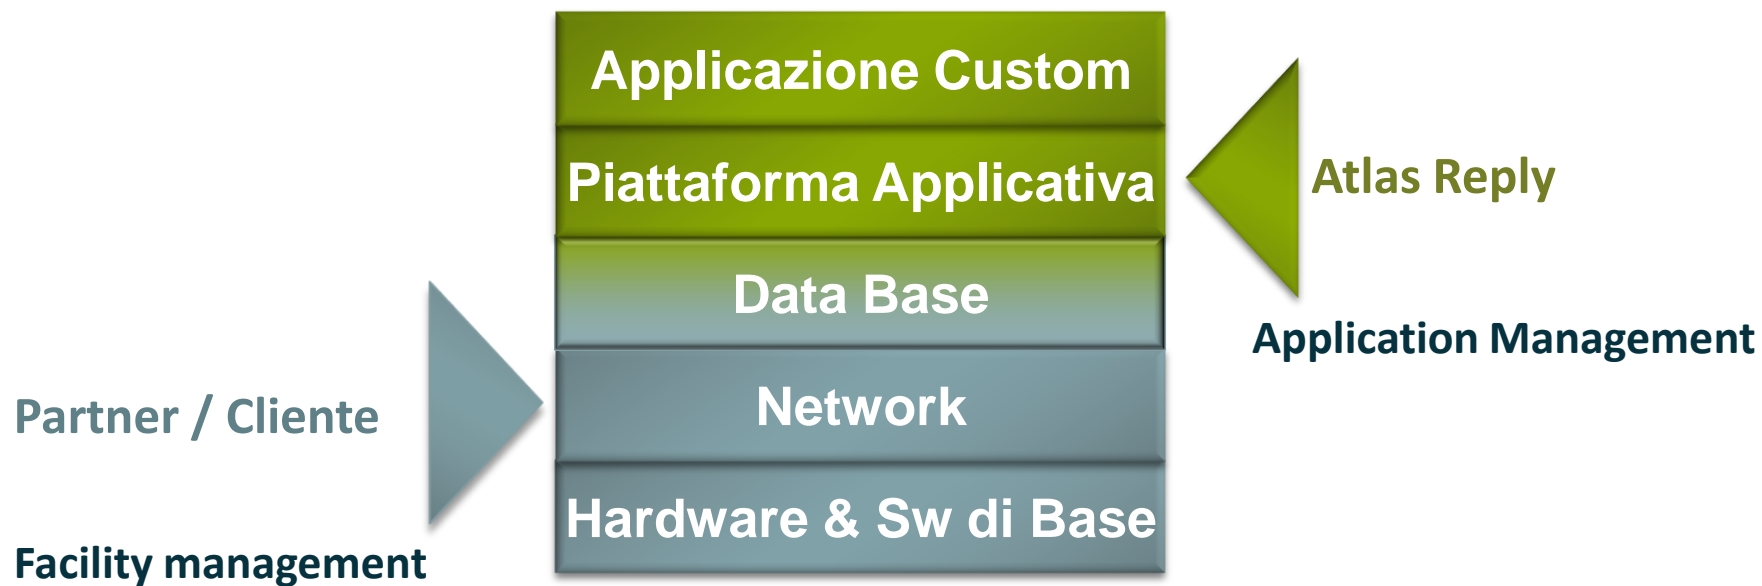 Applicazione Custom
Piattaforma Applicativa
Atlas Reply
Data Base
Application Management
Network
Partner / Cliente
Hardware & Sw di Base
Facility management